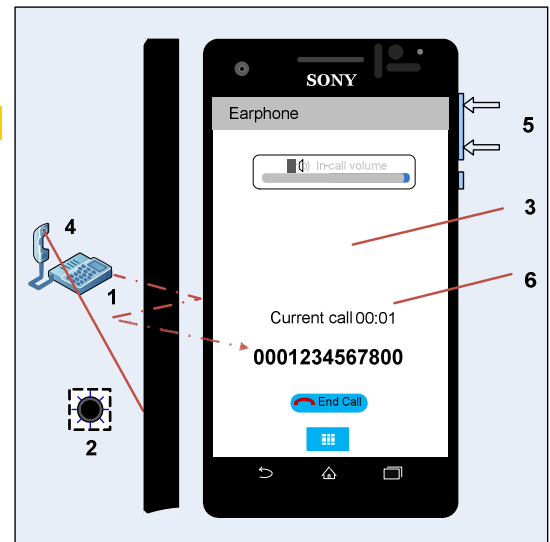 SONY
Earphone
In-call volume
5
3
4
6
1
Current call 00:01
0001234567800
End Call
2